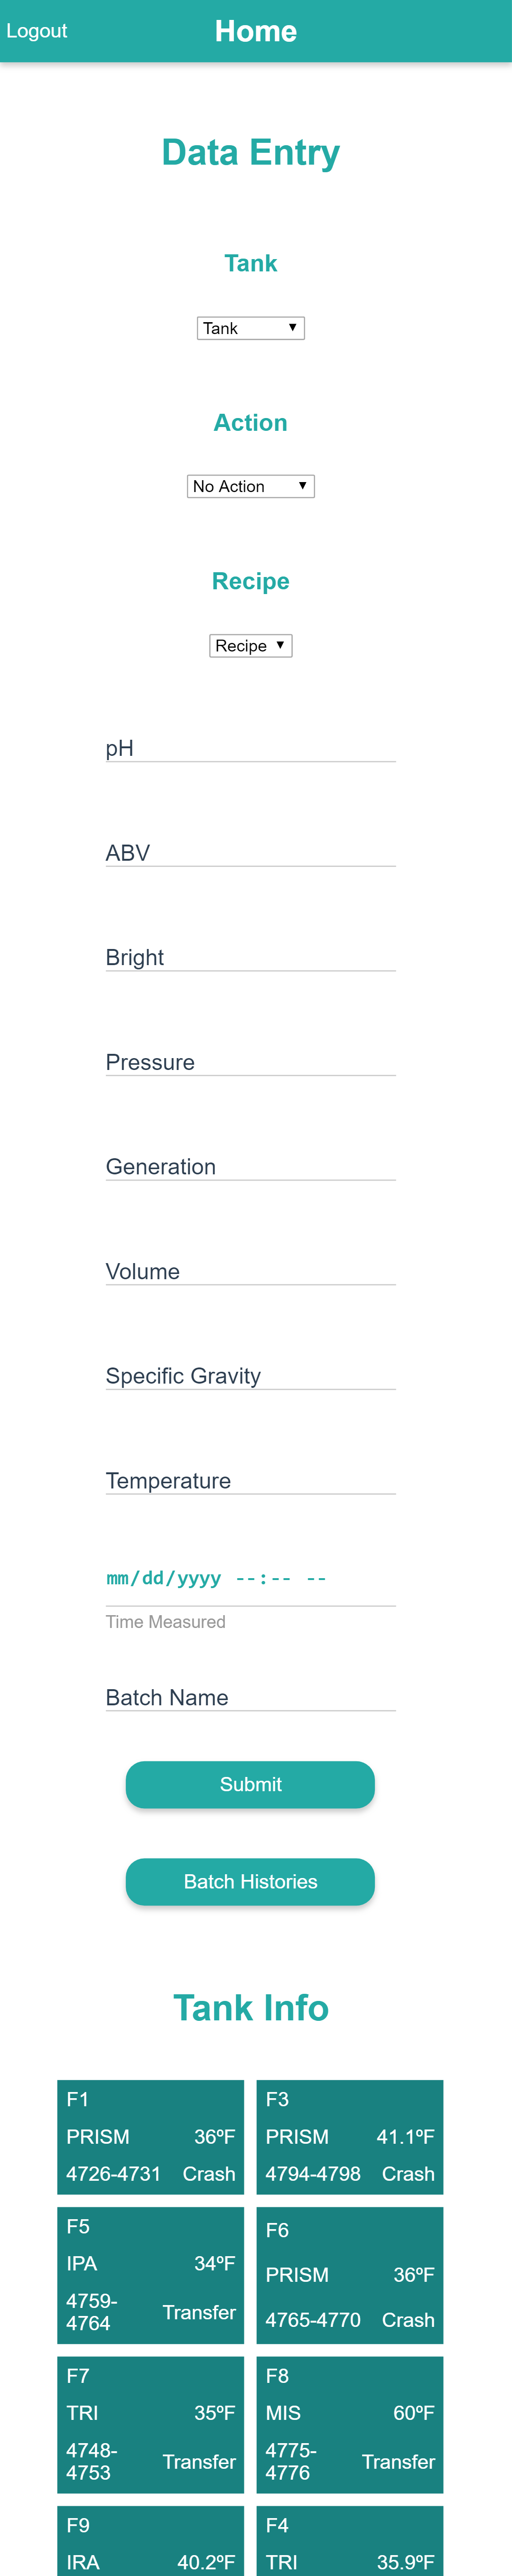 Logout
Home
Data Entry
Tank
Tank
Action
No Action
Recipe
Recipe
pH
ABV
Bright
Pressure
Generation
Volume
Specific Gravity
Temperature
mm/dd/yyyy --:-- --
Time Measured
Batch Name
Submit
Batch Histories
Tank Info
F1
PRISM 36ºF
4726-4731 Crash
F3
PRISM 41.1ºF
4794-4798 Crash
F5
IPA 34ºF
4759-
4764 Transfer
F6
PRISM 36ºF
4765-4770 Crash
F7
TRI 35ºF
4748-
4753 Transfer
F8
MIS 60ºF
4775-
4776 Transfer
F9
IRA 40.2ºF
F4
TRI 35.9ºF